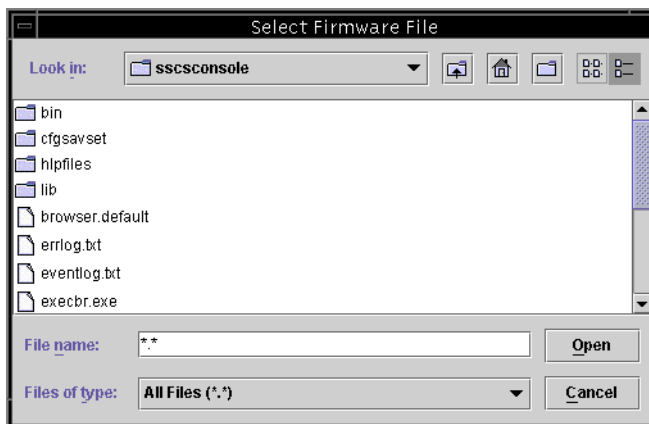 Select Firmware File
Look in: sscsconsole
bin
cfgsavset
hlpfiles
lib
browser.default
errlog.txt
eventlog.txt
execbr.exe
File name: *.* Open
Files of type: All Files (*.*) Cancel